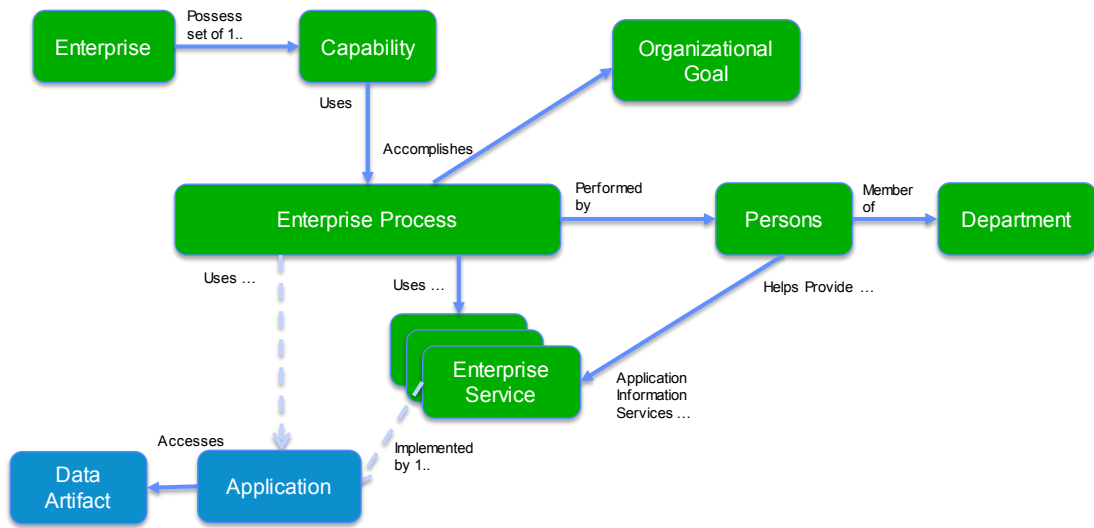 Possess
set of 1..
Enterprise
Capability
Organizational
Goal
Uses
Accomplishes
Enterprise Process
Performed
by
Persons
Member
of
Department
Uses ...
Uses ...
Helps Provide ...
Enterprise
Service
Application
Information
Services ...
Accesses
Implemented
by 1..
Data
Artifact
Application